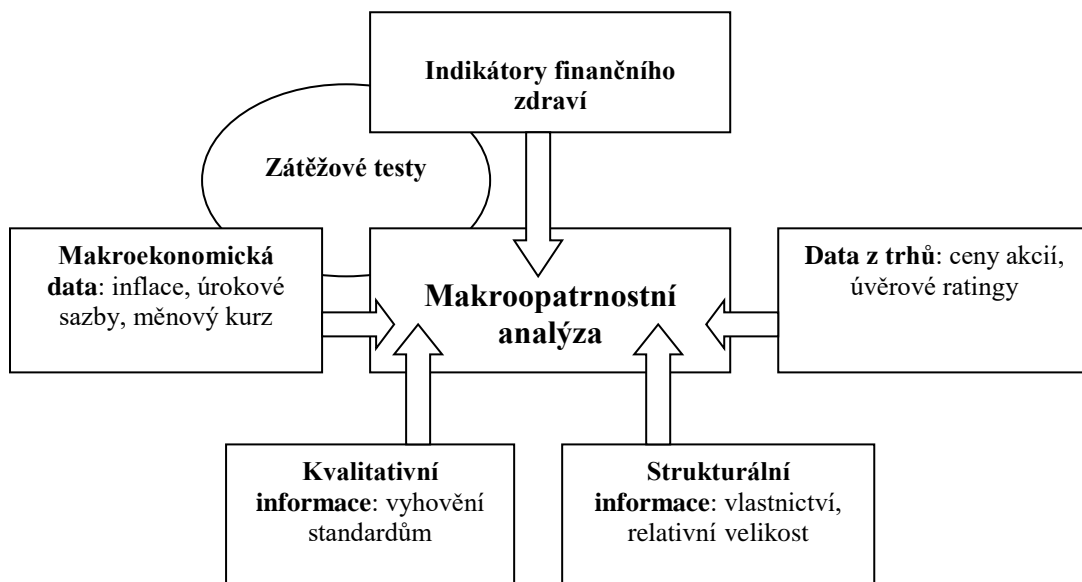 Indikátory finančního
zdraví
Zátěžové testy
Makroekonomická
data: inflace, úrokové
sazby, měnový kurz
Makroopatrnostní
analýza
Data z trhů: ceny akcií,
úvěrové ratingy
Kvalitativní
informace: vyhovění
standardům
Strukturální
informace: vlastnictví,
relativní velikost